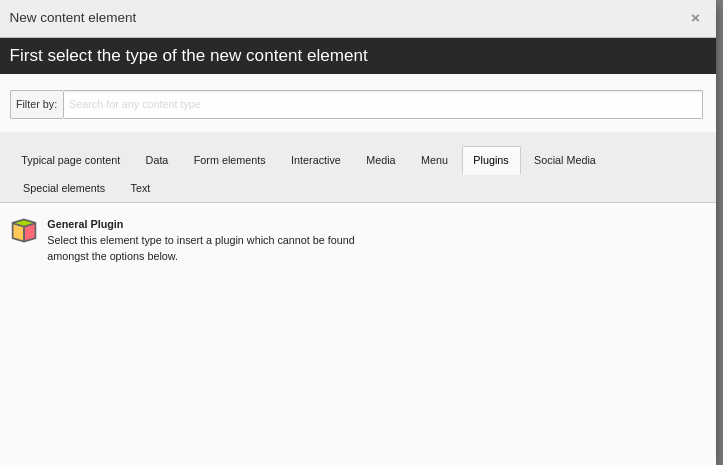 New content element ×
First select the type of the new content element
Filter by: Search for any content type
Typical page content Data Form elements Interactive Media Menu Plugins Social Media
Special elements Text
General Plugin
Select this element type to insert a plugin which cannot be found
amongst the options below.